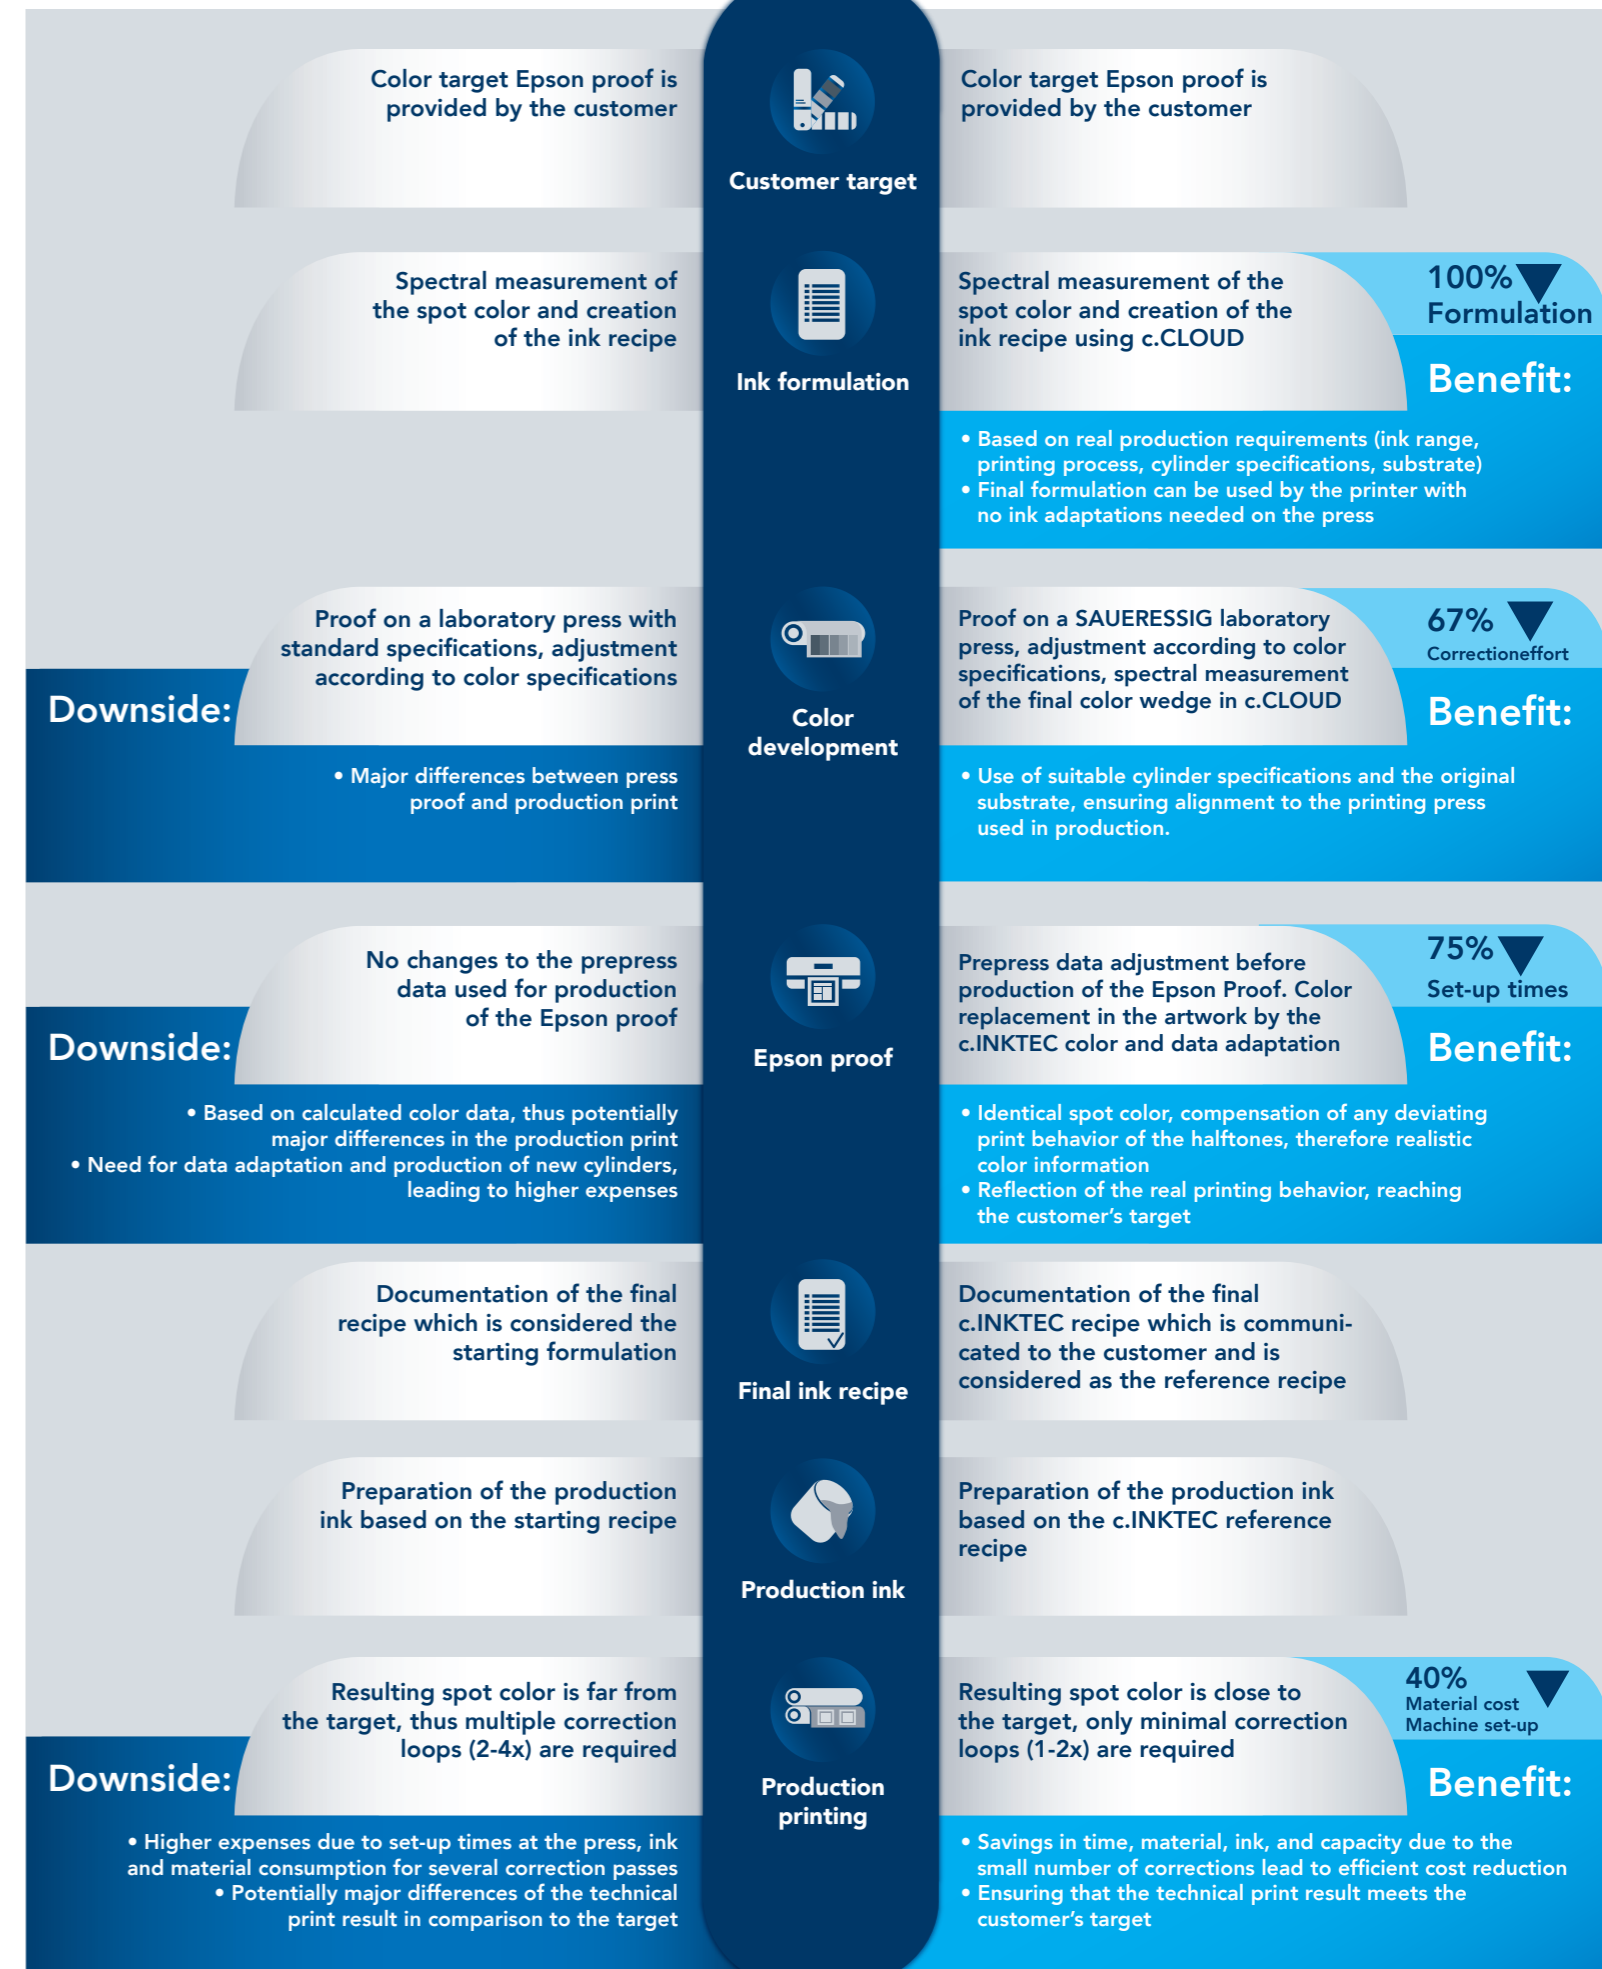 Color target Epson proof is
provided by the customer
Customer target
Color target Epson proof is
provided by the customer
Spectral measurement of
the spot color and creation
of the ink recipe
Ink formulation
Spectral measurement of the
spot color and creation of the
ink recipe using c.CLOUD
100%
Formulation
Benefit:
• Based on real production requirements (ink range,
printing process, cylinder specifications, substrate)
• Final formulation can be used by the printer with
no ink adaptations needed on the press
Proof on a laboratory press with
standard specifications, adjustment
according to color specifications
Downside:
• Major differences between press
proof and production print
Color
development
Proof on a SAUERESSIG laboratory
press, adjustment according to color
specifications, spectral measurement
of the final color wedge in c.CLOUD
67%
Correctioneffort
Benefit:
• Use of suitable cylinder specifications and the original
substrate, ensuring alignment to the printing press
used in production.
No changes to the prepress
data used for production
of the Epson proof
Downside:
• Based on calculated color data, thus potentially
major differences in the production print
• Need for data adaptation and production of new cylinders,
leading to higher expenses
Epson proof
Prepress data adjustment before
production of the Epson Proof. Color
replacement in the artwork by the
c.INKTEC color and data adaptation
75%
Set-up times
Benefit:
• Identical spot color, compensation of any deviating
print behavior of the halftones, therefore realistic
color information
• Reflection of the real printing behavior, reaching
the customer’s target
Documentation of the final
recipe which is considered the
starting formulation
Final ink recipe
Documentation of the final
c.INKTEC recipe which is communi-
cated to the customer and is
considered as the reference recipe
Preparation of the production
ink based on the starting recipe
Production ink
Preparation of the production ink
based on the c.INKTEC reference
recipe
Resulting spot color is far from
the target, thus multiple correction
loops (2-4x) are required
Downside:
• Higher expenses due to set-up times at the press, ink
and material consumption for several correction passes
• Potentially major differences of the technical
print result in comparison to the target
Production
printing
Resulting spot color is close to
the target, only minimal correction
loops (1-2x) are required
40%
Material cost
Machine set-up
Benefit:
• Savings in time, material, ink, and capacity due to the
small number of corrections lead to efficient cost reduction
• Ensuring that the technical print result meets the
customer’s target